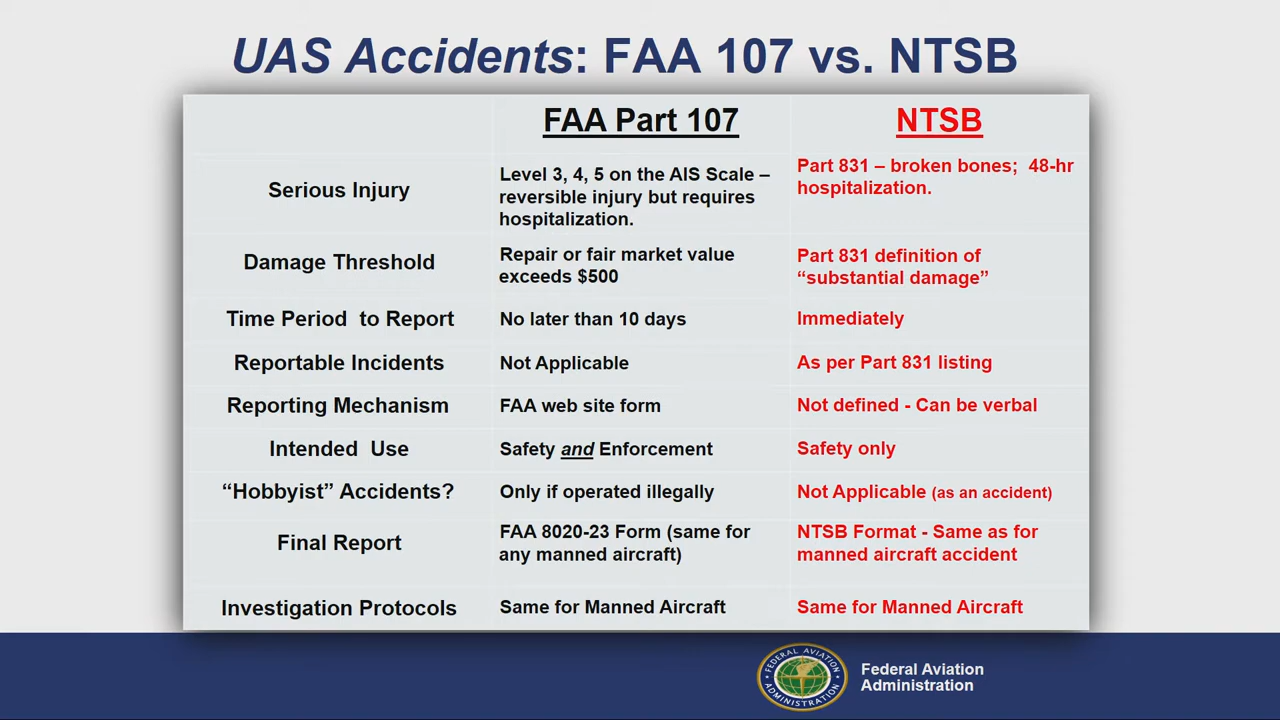 UAS Accidents: FAA 107 vs. NTSB
FAA Part 107
NTSB
Serious Injury
Level 3, 4, 5 on the AIS Scale –
reversible injury but requires
hospitalization.
Part 831 – broken bones;  48-hr
hospitalization.
Damage Threshold
Repair or fair market value
exceeds $500
Part 831 definition of
“substantial damage”
Time Period  to Report
No later than 10 days
Immediately
Reportable Incidents
Not Applicable
As per Part 831 listing
Reporting Mechanism
FAA web site form
Not defined - Can be verbal
Intended  Use
Safety and Enforcement
Safety only
“Hobbyist” Accidents?
Only if operated illegally
Not Applicable (as an accident)
Final Report
FAA 8020-23 Form (same for
any manned aircraft)
NTSB Format - Same as for
manned aircraft accident
Investigation Protocols
Same for Manned Aircraft
Same for Manned Aircraft
FEDERAL AVIATION
ADMINISTRATION
Federal Aviation
Administration